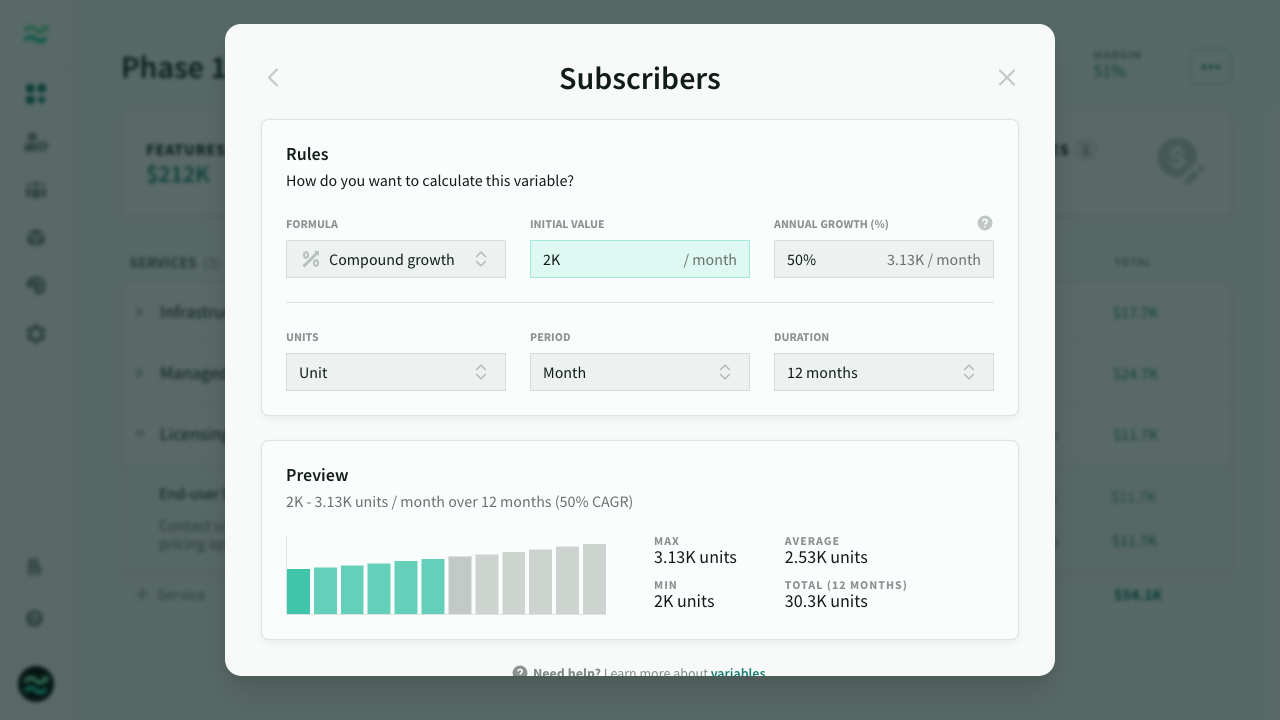 Phase 1
MARGIN
51%
Subscribers
FEATURES
$212K
1
Rules
How do you want to calculate this variable?
FORMULA
INITIAL VALUE
ANNUAL GROWTH (%)
Compound growth
2K
/ month
50%
3.13K / month
SERVICES (3)
TOTAL
Infrastru
$17.7K
UNITS
PERIOD
DURATION
Unit
Month
12 months
Managed
$24.7K
Licensing
$11.7K
Preview
2K - 3.13K units / month over 12 months (50% CAGR)
End-user l
$11.7K
Contact u
pricing op
$11.7K
MAX
3.13K units
AVERAGE
2.53K units
MIN
2K units
TOTAL (12 MONTHS)
30.3K units
Service
$54.1K
Need help? Learn more about variables